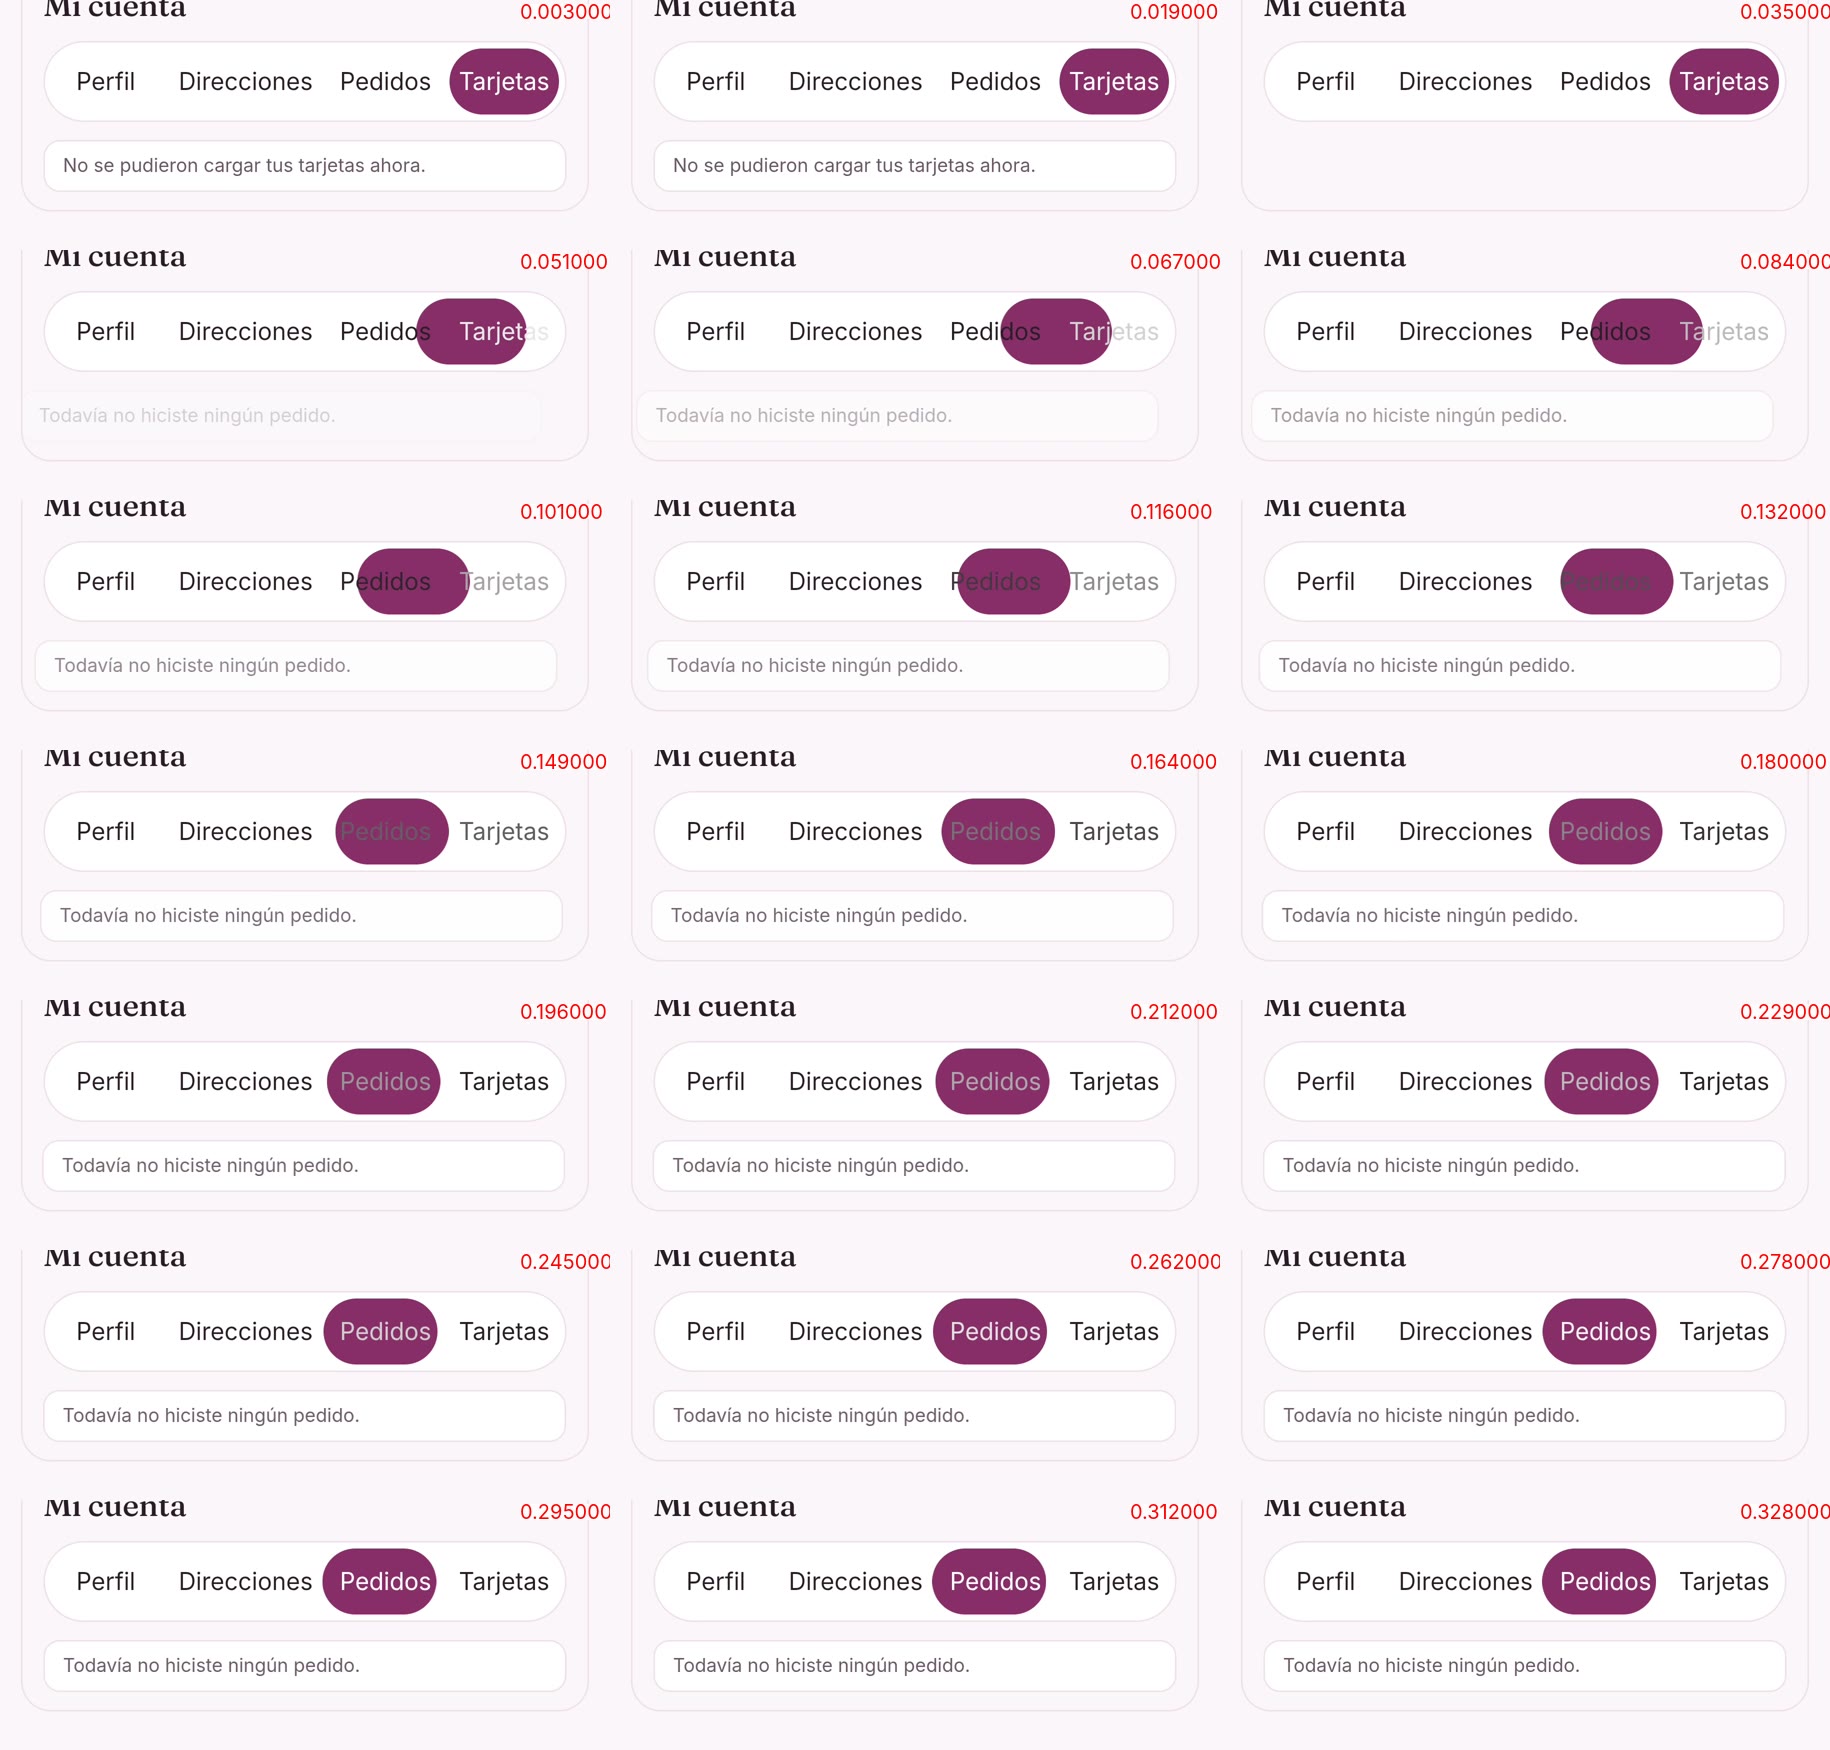 Mi cuenta 0.003000 Mi cuenta 0.019000 Mi cuenta 0.035000
Perfil Direcciones Pedidos Tarjetas Perfil Direcciones Pedidos Tarjetas Perfil Direcciones Pedidos Tarjetas
No se pudieron cargar tus tarjetas ahora. No se pudieron cargar tus tarjetas ahora.
Mi cuenta 0.051000 Mi cuenta 0.067000 Mi cuenta 0.084000
Perfil Direcciones Pedidos Tarjetas Perfil Direcciones Pedidos Tarjetas Perfil Direcciones Pedidos Tarjetas
Todavía no hiciste ningún pedido. Todavía no hiciste ningún pedido. Todavía no hiciste ningún pedido.
Mi cuenta 0.101000 Mi cuenta 0.116000 Mi cuenta 0.132000
Perfil Direcciones Pedidos Tarjetas Perfil Direcciones Pedidos Tarjetas Perfil Direcciones Pedidos Tarjetas
Todavía no hiciste ningún pedido. Todavía no hiciste ningún pedido. Todavía no hiciste ningún pedido.
Mi cuenta 0.149000 Mi cuenta 0.164000 Mi cuenta 0.180000
Perfil Direcciones Pedidos Tarjetas Perfil Direcciones Pedidos Tarjetas Perfil Direcciones Pedidos Tarjetas
Todavía no hiciste ningún pedido. Todavía no hiciste ningún pedido. Todavía no hiciste ningún pedido.
Mi cuenta 0.196000 Mi cuenta 0.212000 Mi cuenta 0.229000
Perfil Direcciones Pedidos Tarjetas Perfil Direcciones Pedidos Tarjetas Perfil Direcciones Pedidos Tarjetas
Todavía no hiciste ningún pedido. Todavía no hiciste ningún pedido. Todavía no hiciste ningún pedido.
Mi cuenta 0.245000 Mi cuenta 0.262000 Mi cuenta 0.278000
Perfil Direcciones Pedidos Tarjetas Perfil Direcciones Pedidos Tarjetas Perfil Direcciones Pedidos Tarjetas
Todavía no hiciste ningún pedido. Todavía no hiciste ningún pedido. Todavía no hiciste ningún pedido.
Mi cuenta 0.295000 Mi cuenta 0.312000 Mi cuenta 0.328000
Perfil Direcciones Pedidos Tarjetas Perfil Direcciones Pedidos Tarjetas Perfil Direcciones Pedidos Tarjetas
Todavía no hiciste ningún pedido. Todavía no hiciste ningún pedido. Todavía no hiciste ningún pedido.